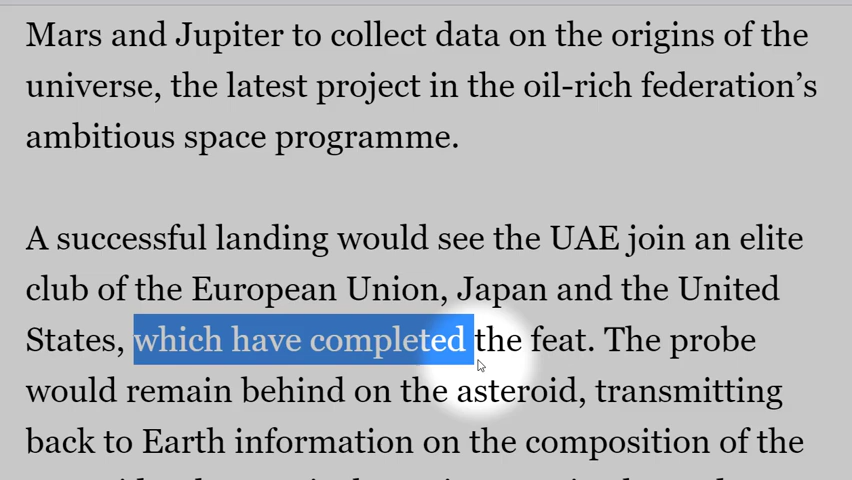 Mars and Jupiter to collect data on the origins of the
universe, the latest project in the oil-rich federation’s
ambitious space programme.
A successful landing would see the UAE join an elite
club of the European Union, Japan and the United
States, which have completed the feat. The probe
would remain behind on the asteroid, transmitting
back to Earth information on the composition of the